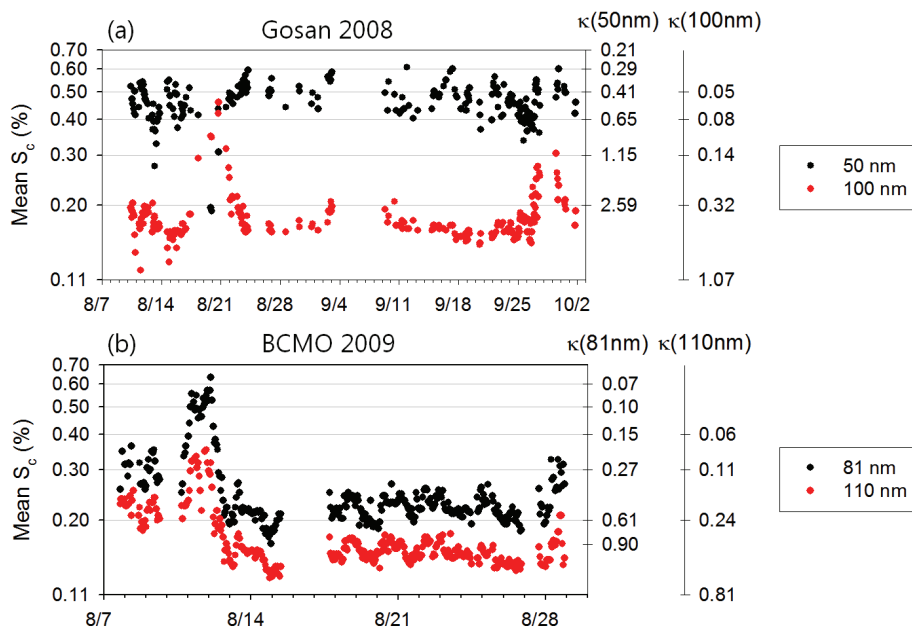 (a) Gosan 2008 κ(50nm) κ(100nm)
0.70 0.21
0.60 0.29
0.50 0.41 0.05
0.40 0.65 0.08
0.30 1.15 0.14
0.20 2.59 0.32
0.11 1.07
Mean Sc (%)
8/7 8/14 8/21 8/28 9/4 9/11 9/18 9/25 10/2
50 nm
100 nm
(b) BCMO 2009 κ(81nm) κ(110nm)
0.70
0.60 0.07
0.50 0.10
0.40 0.15 0.06
0.30 0.27 0.11
0.20 0.61 0.24
0.90
0.11 0.81
Mean Sc (%)
8/7 8/14 8/21 8/28
81 nm
110 nm